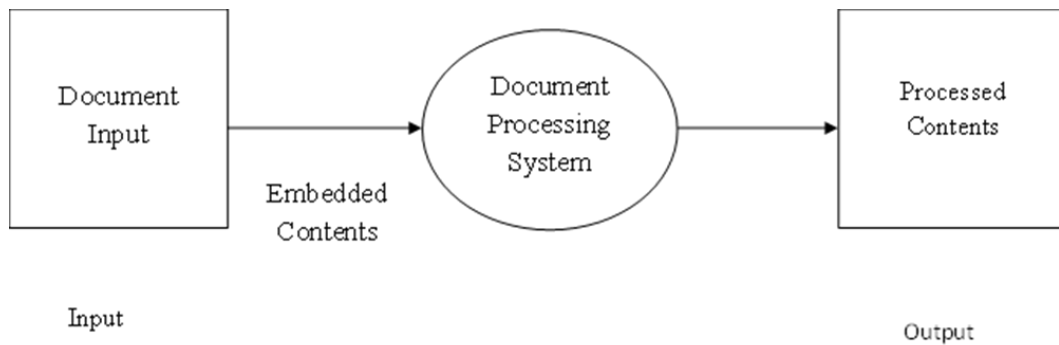 Document
Input
Embedded
Contents
Document
Processing
System
Processed
Contents
Input
Output